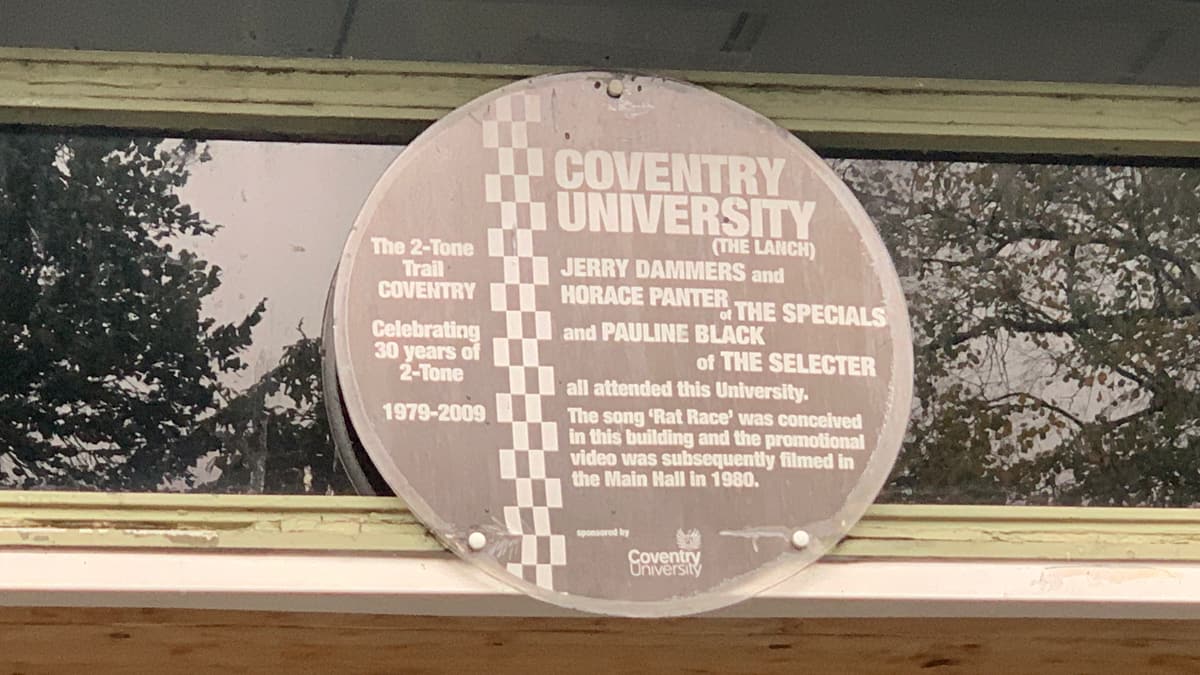 The 2-Tone
Trail
COVENTRY
Celebrating
30 years of
2-Tone
1979-2009
COVENTRY
UNIVERSITY
(THE LANCH)
JERRY DAMMERS and
HORACE PANTER
of THE SPECIALS
and PAULINE BLACK
of THE SELECTER
all attended this University.
The song ‘Rat Race’ was conceived
in this building and the promotional
video was subsequently filmed in
the Main Hall in 1980.
sponsored by
Coventry
University